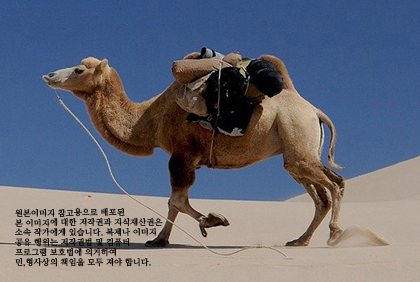 원본이미지 참고용으로 배포된
본 이미지에 대한 저작권과 지식재산권은
소속 작가에게 있습니다. 복제나 이미지
공유 행위는 저작권법 및 컴퓨터
프로그램 보호법에 의거하여
민,형사상의 책임을 모두 져야 합니다.